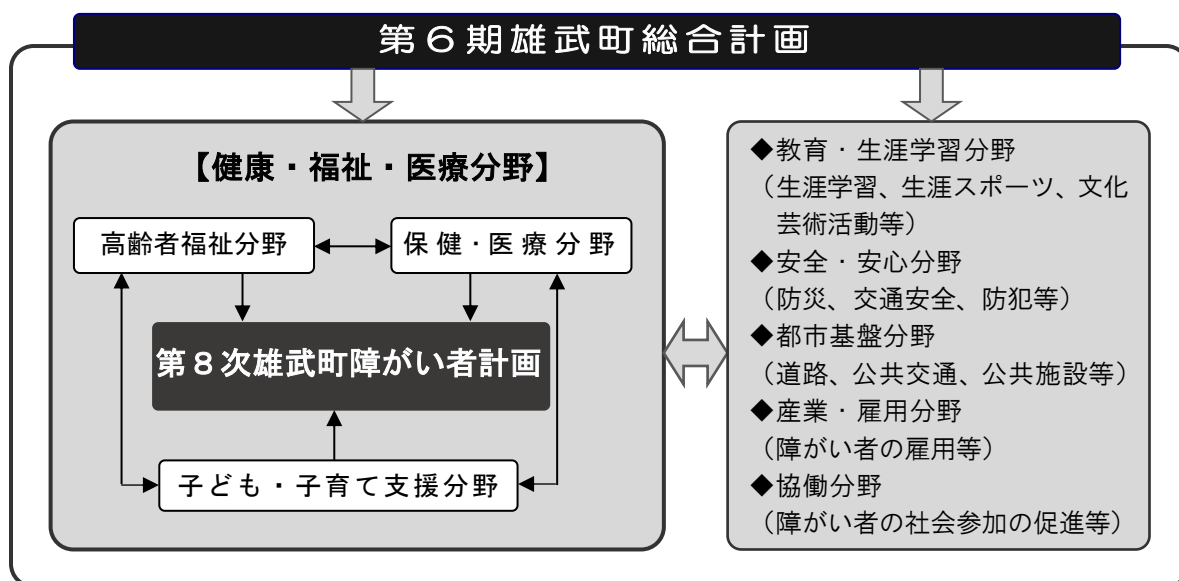 第６期雄武町総合計画
【健康・福祉・医療分野】
高齢者福祉分野
保健・医療分野
第８次雄武町障がい者計画
子ども・子育て支援分野
◆教育・生涯学習分野
（生涯学習、生涯スポーツ、文化
芸術活動等）
◆安全・安心分野
（防災、交通安全、防犯等）
◆都市基盤分野
（道路、公共交通、公共施設等）
◆産業・雇用分野
（障がい者の雇用等）
◆協働分野
（障がい者の社会参加の促進等）